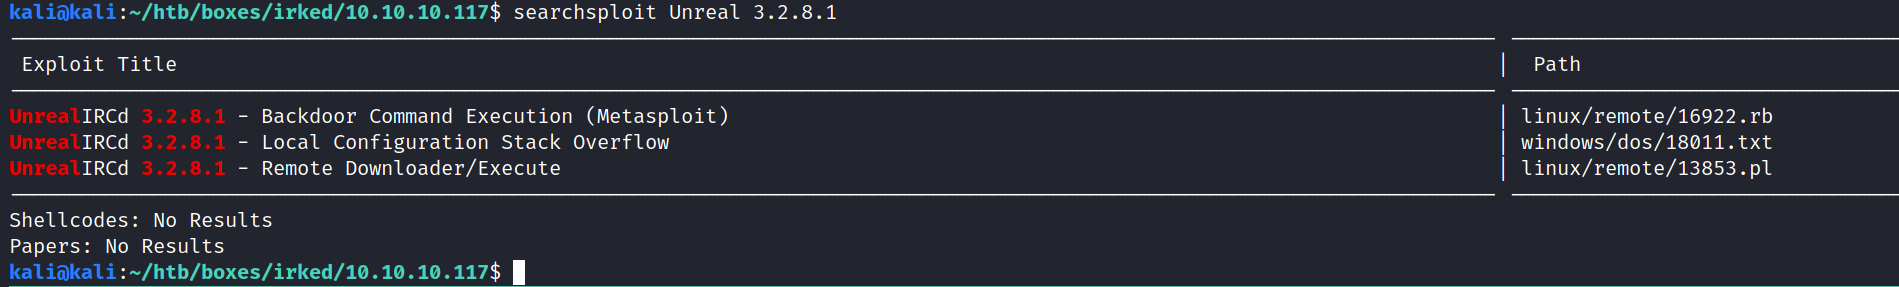 kali@kali:~/htb/boxes/irked/10.10.10.117$ searchsploit Unreal 3.2.8.1
Exploit Title | Path
UnrealIRCd 3.2.8.1 - Backdoor Command Execution (Metasploit) | linux/remote/16922.rb
UnrealIRCd 3.2.8.1 - Local Configuration Stack Overflow | windows/dos/18011.txt
UnrealIRCd 3.2.8.1 - Remote Downloader/Execute | linux/remote/13853.pl
Shellcodes: No Results
Papers: No Results
kali@kali:~/htb/boxes/irked/10.10.10.117$